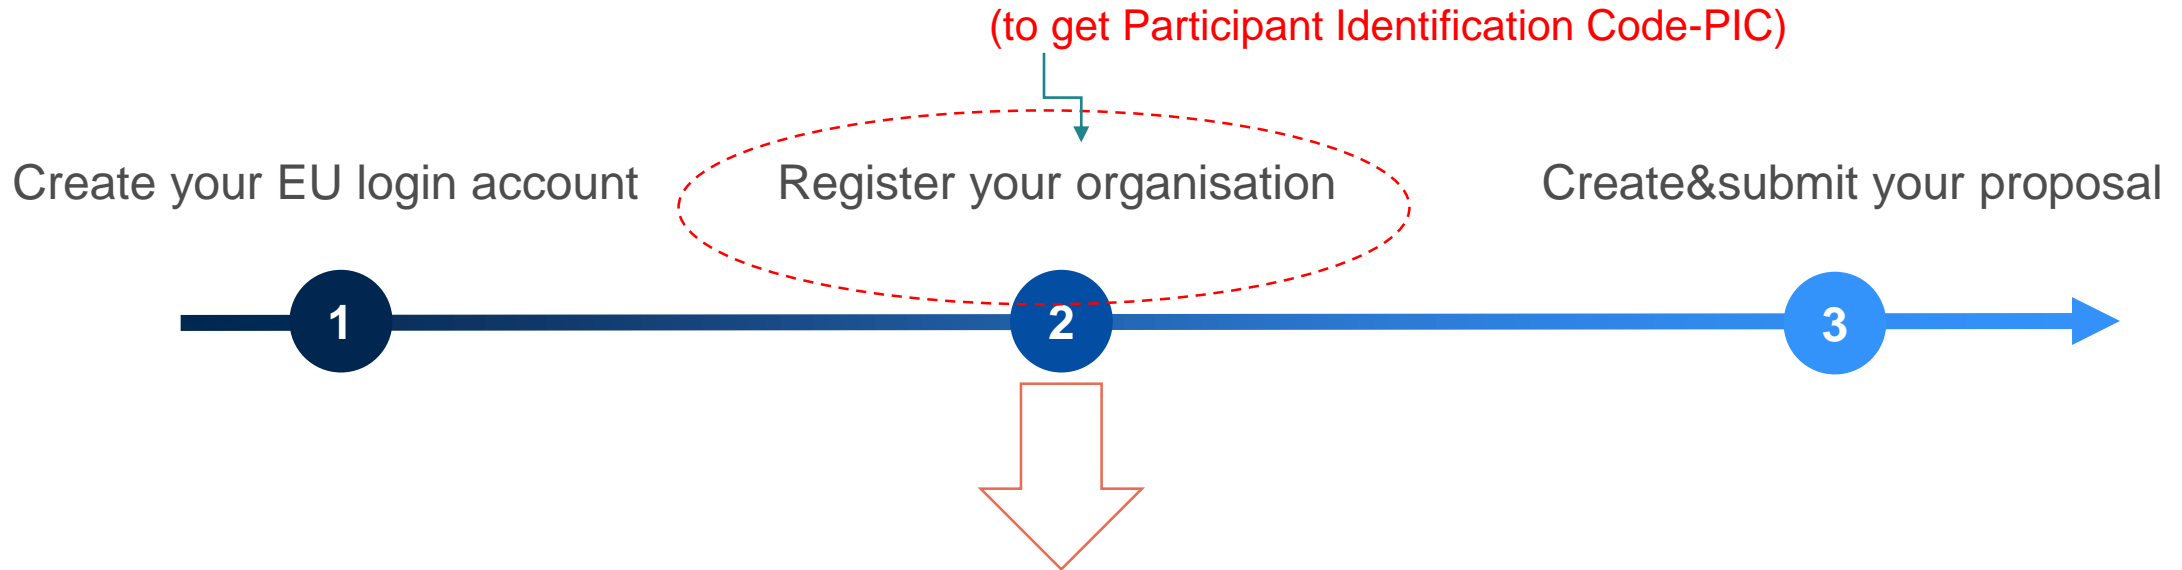 (to get Participant Identification Code-PIC)
Create your EU login account
Register your organisation
Create&submit your proposal
1
2
3